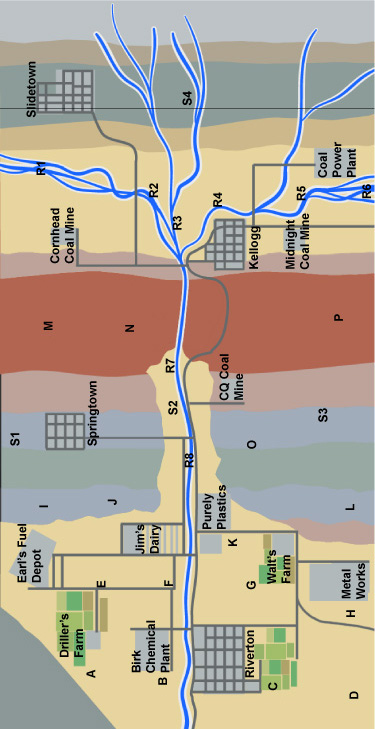 S1
Slidetown
R1
Earl's Fuel
Depot
I
M
Cornhead
Coal Mine
Driller's
Farm
A
Springtown
E
J
N
Birk
Chemical
Plant
Jim's
Dairy
R2
B
F
R7
S2
R3
S4
R8
Purely
Plastics
R4
CQ Coal
Mine
K
Riverton
G
O
Kellogg
C
Walt's
Farm
Midnight
Coal Mine
R5
S3
Coal
Power
Plant
P
Metal
Works
L
H
D
R6